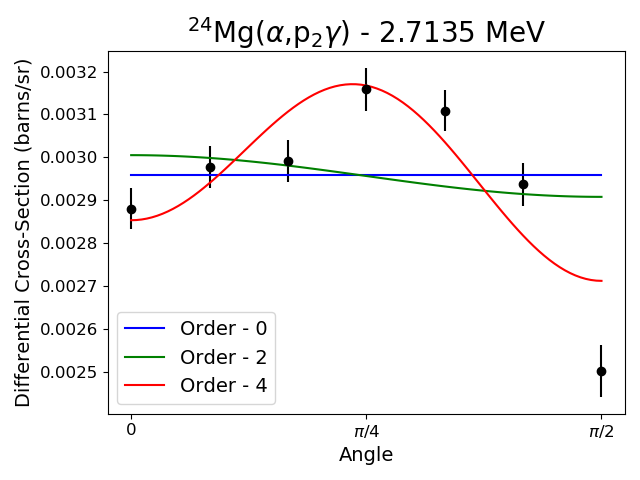 ²⁴Mg(α,p₂γ) - 2.7135 MeV
Differential Cross-Section (barns/sr)
0.0032
0.0031
0.0030
0.0029
0.0028
0.0027
0.0026
0.0025
Order - 0
Order - 2
Order - 4
0
π/4
π/2
Angle